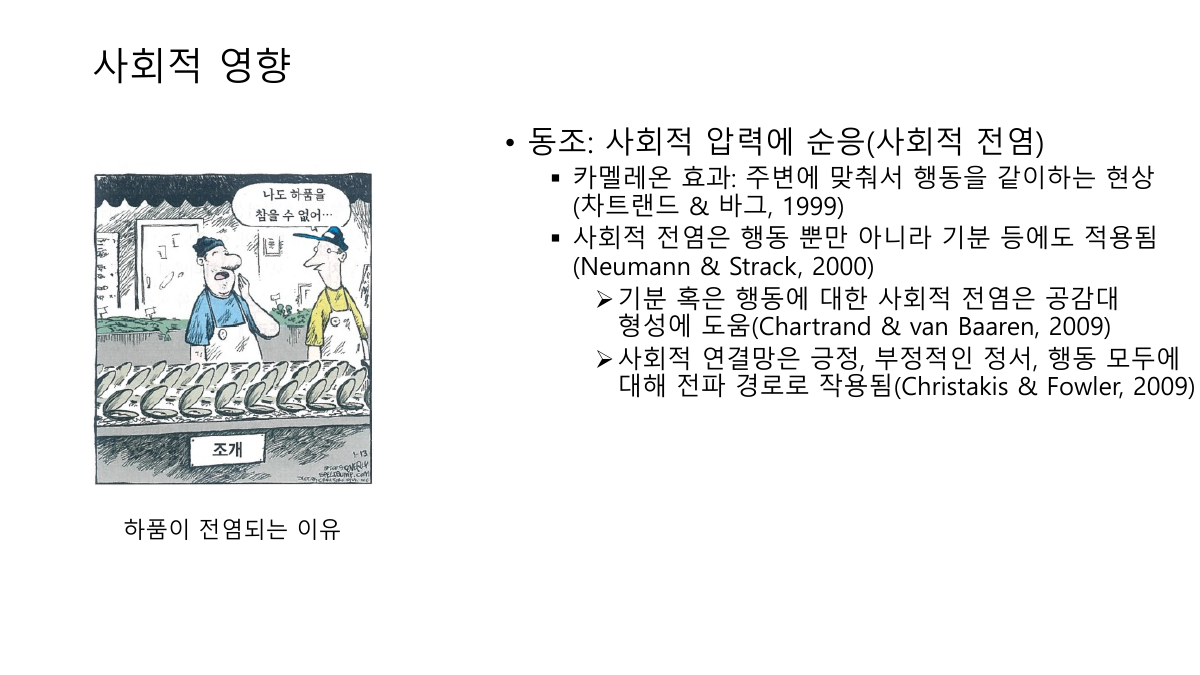 사회적 영향
• 동조: 사회적 압력에 순응(사회적 전염)
▪ 카멜레온 효과: 주변에 맞춰서 행동을 같이하는 현상
(차트랜드 & 바그, 1999)
▪ 사회적 전염은 행동 뿐만 아니라 기분 등에도 적용됨
(Neumann & Strack, 2000)
➢ 기분 혹은 행동에 대한 사회적 전염은 공감대
형성에 도움(Chartrand & van Baaren, 2009)
➢ 사회적 연결망은 긍정, 부정적인 정서, 행동 모두에
대해 전파 경로로 작용됨(Christakis & Fowler, 2009)
나도 하품을
참을 수 없어…
조개
1-13
하품이 전염되는 이유